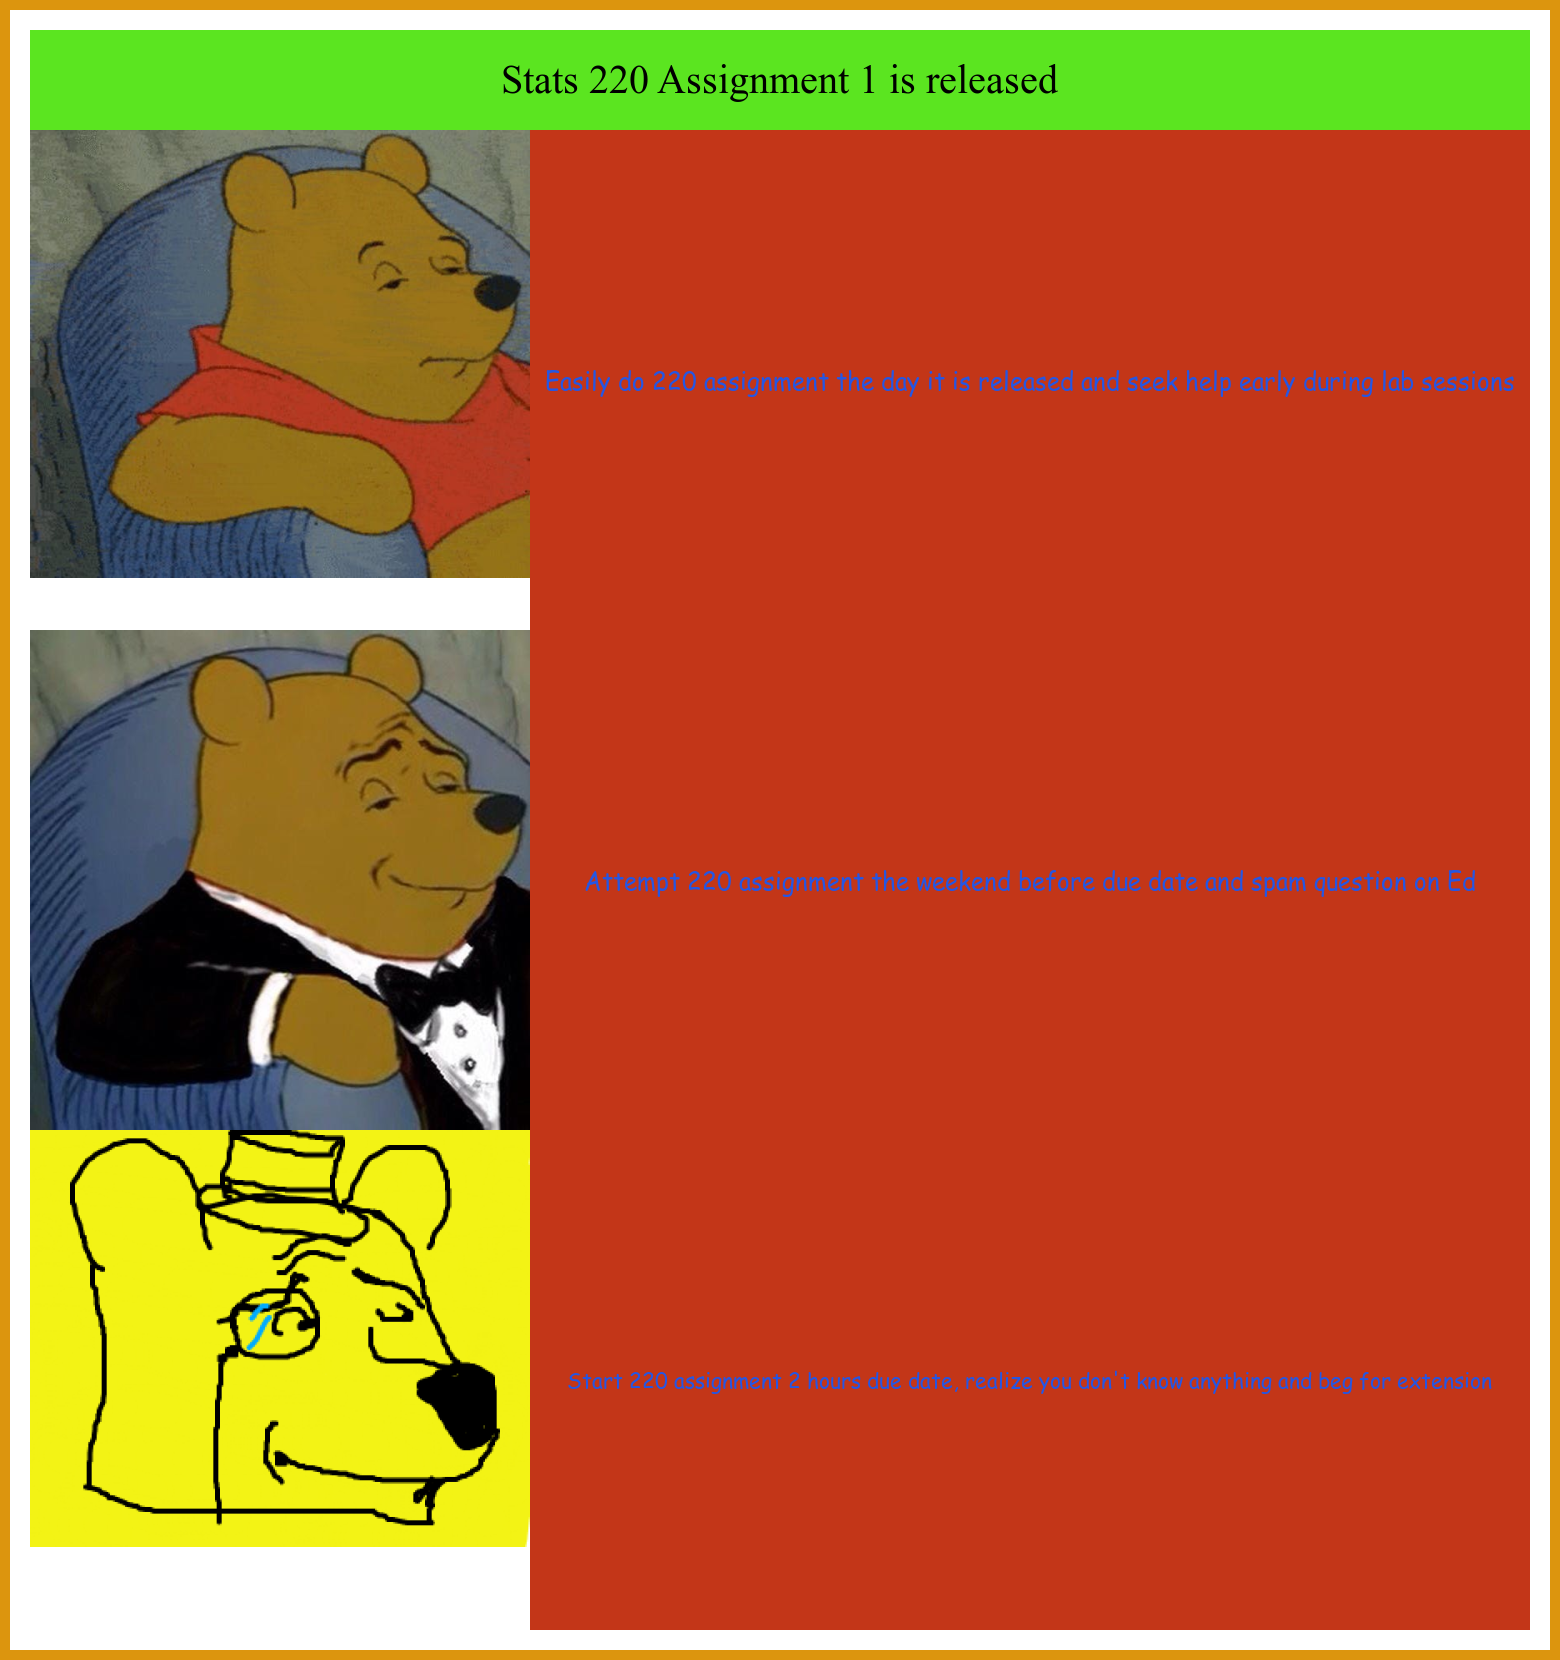 Stats 220 Assignment 1 is released
Easily do 220 assignment the day it is released and seek help early during lab sessions
Attempt 220 assignment the weekend before due date and spam question on Ed
Start 220 assignment 2 hours due date, realize you don't know anything and beg for extension